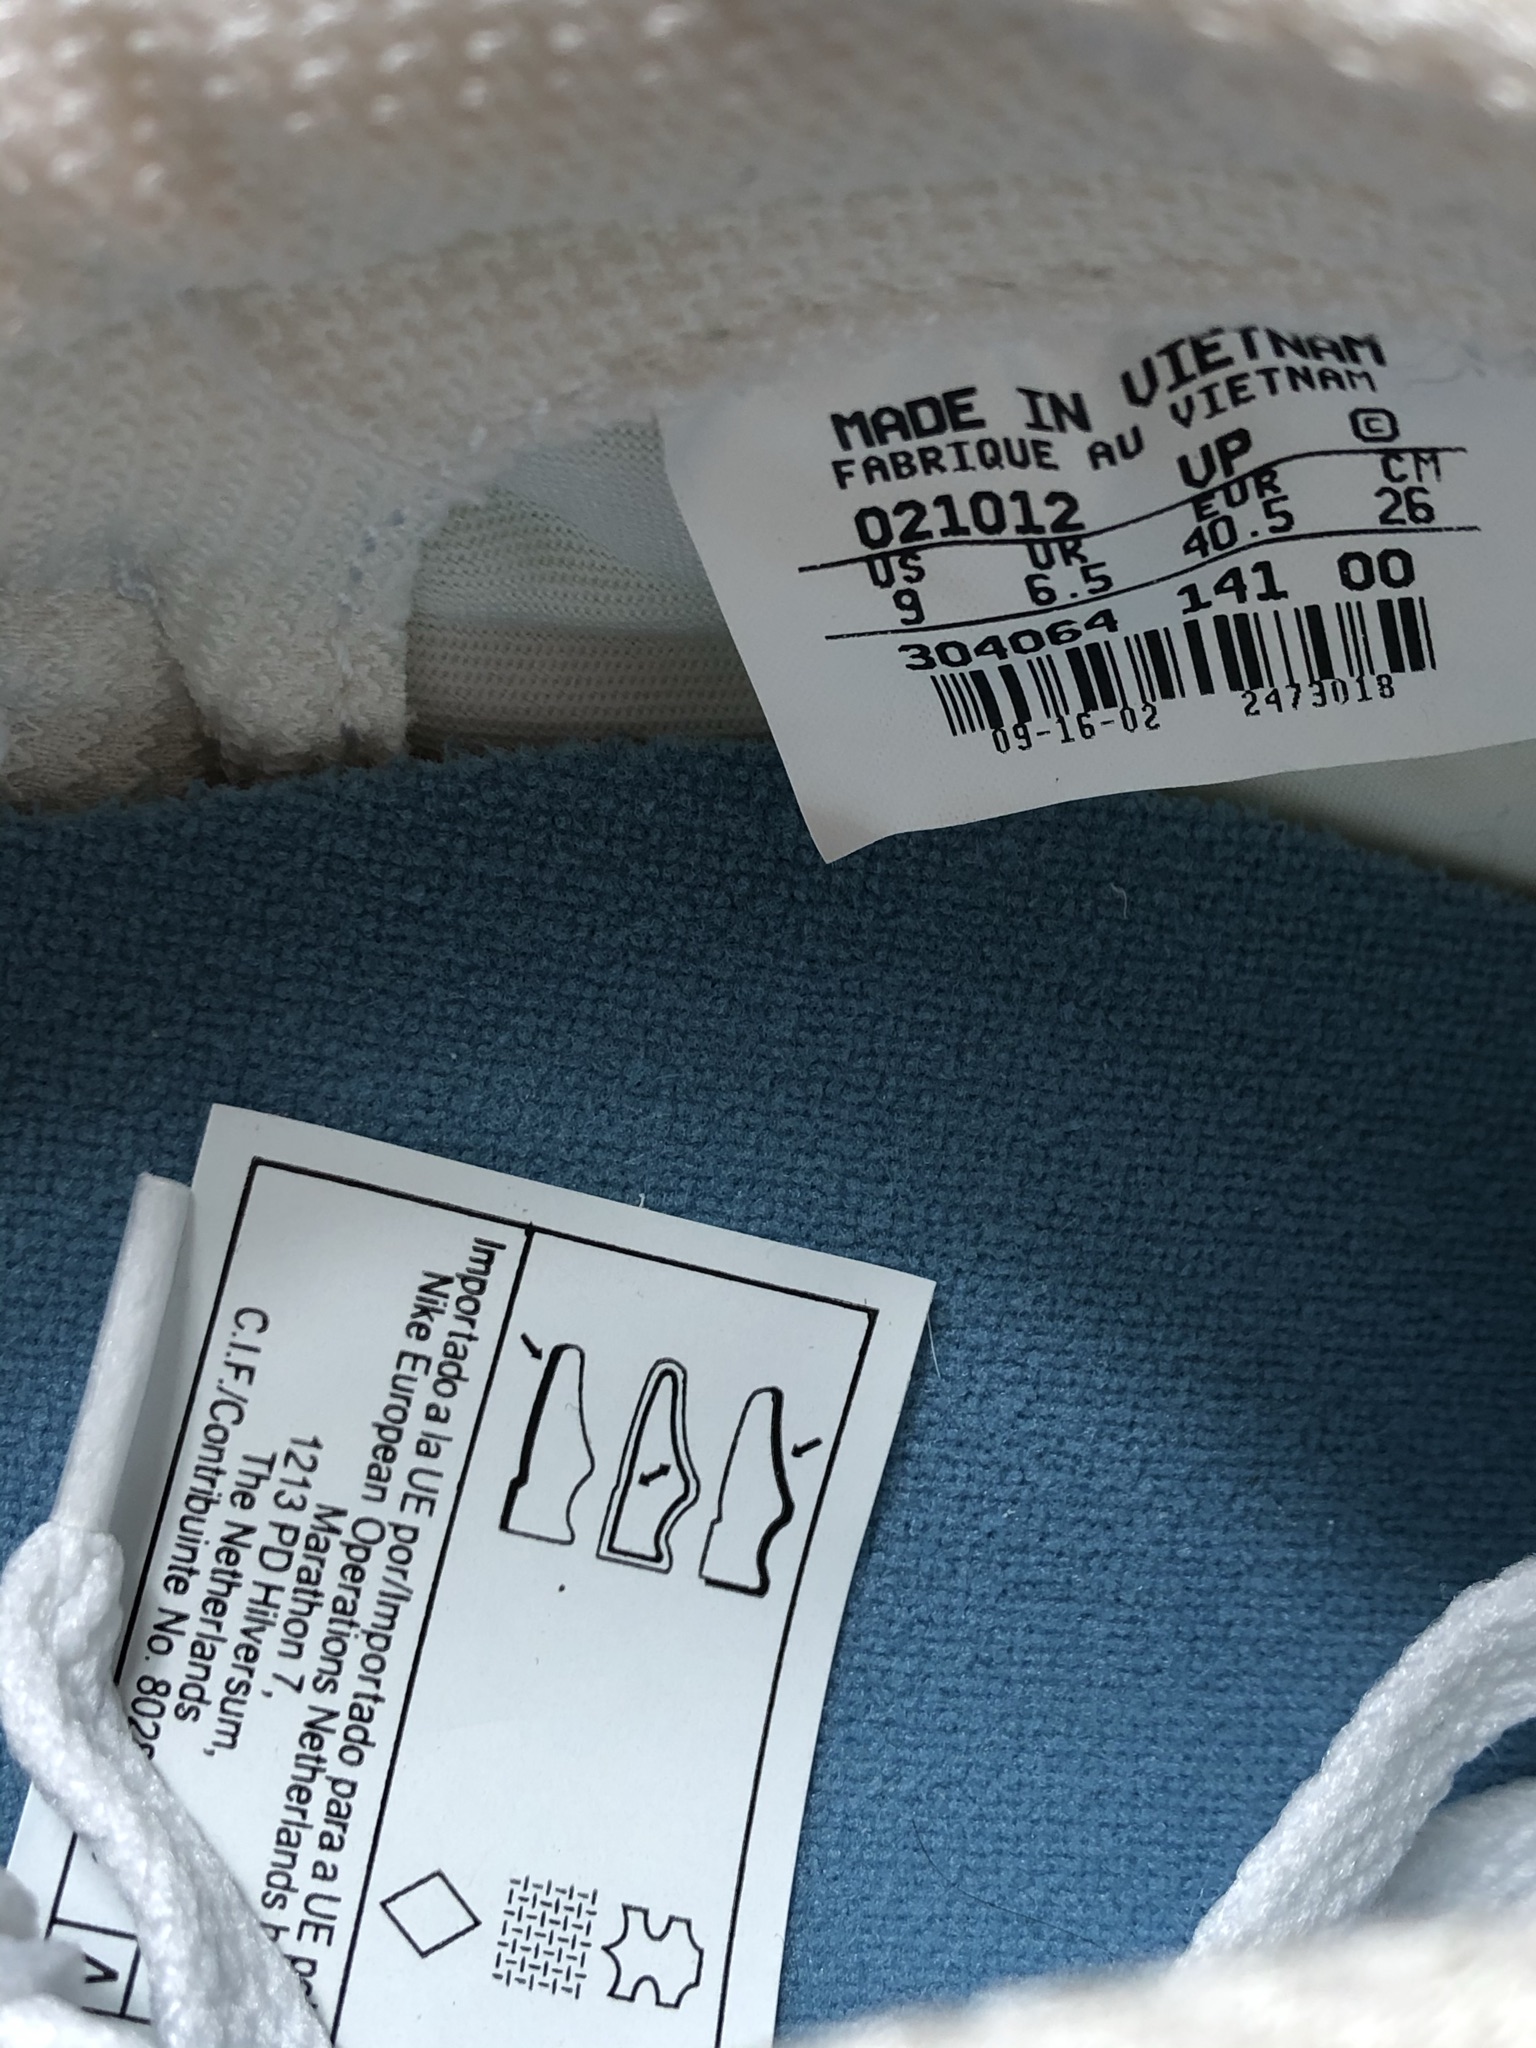 MADE IN VIETNAM
FABRIQUE AU VIETNAM
021012 VP ©
US UK EUR CM
9 6.5 40.5 26
304064 141 00
09-16-02 2473018
Importado a la UE por/Importado para a UE
Nike European Operations Netherlands
Marathon 7,
1213 PD Hilversum,
The Netherlands
C.I.F./Contribuinte No.